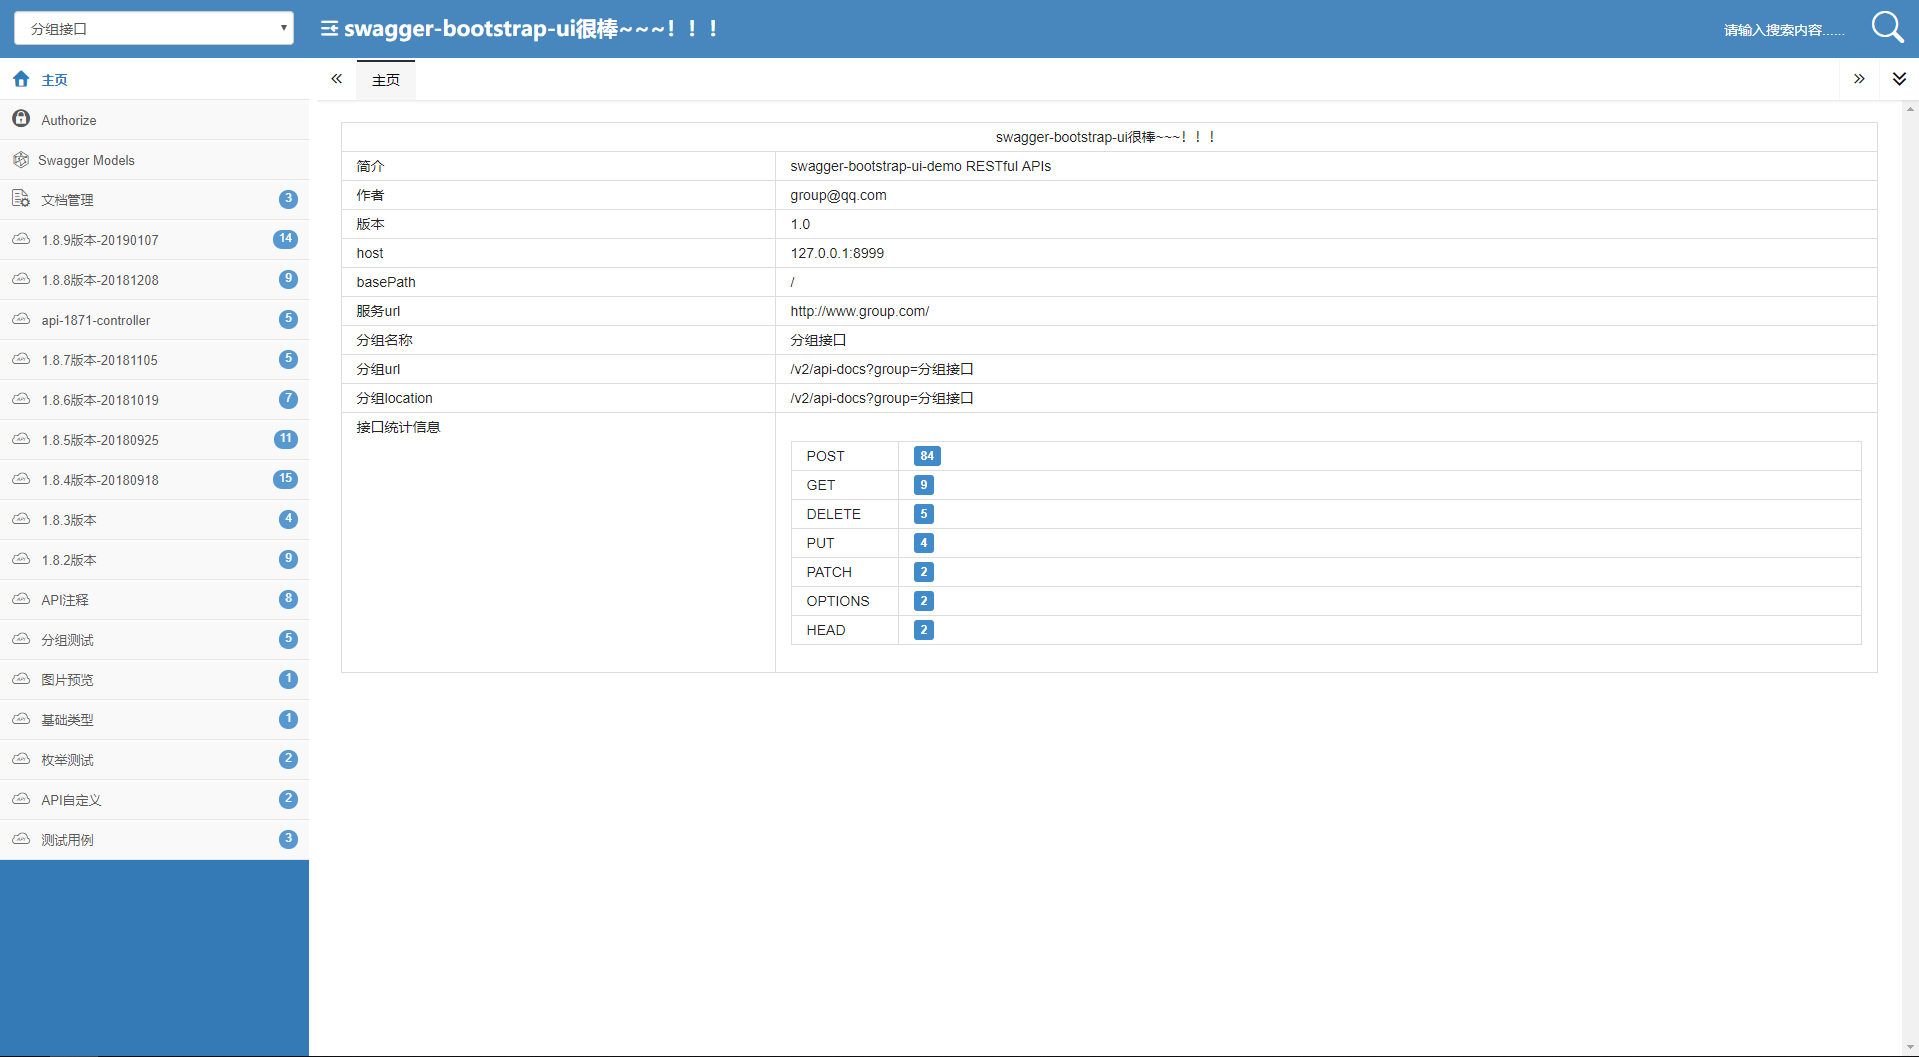 分组接口
swagger-bootstrap-ui很棒~~~！！！
请输入搜索内容......
主页
Authorize
Swagger Models
文档管理 3
1.8.9版本-20190107 14
1.8.8版本-20181208 9
api-1871-controller 5
1.8.7版本-20181105 5
1.8.6版本-20181019 7
1.8.5版本-20180925 11
1.8.4版本-20180918 15
1.8.3版本 4
1.8.2版本 9
API注释 8
分组测试 5
图片预览 1
基础类型 1
枚举测试 2
API自定义 2
测试用例 3
主页
swagger-bootstrap-ui很棒~~~！！！
简介 swagger-bootstrap-ui-demo RESTful APIs
作者 group@qq.com
版本 1.0
host 127.0.0.1:8999
basePath /
服务url http://www.group.com/
分组名称 分组接口
分组url /v2/api-docs?group=分组接口
分组location /v2/api-docs?group=分组接口
接口统计信息
POST 84
GET 9
DELETE 5
PUT 4
PATCH 2
OPTIONS 2
HEAD 2